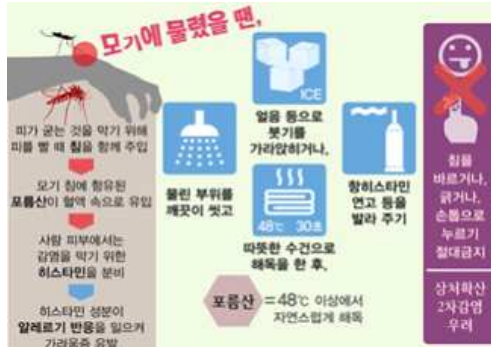 모기에 물렸을 땐,
피가 굳는 것을 막기 위해
피를 빨 때 침을 함께 주입
모기 침에 함유된
포름산이 혈액 속으로 유입
사람 피부에서는
감염을 막기 위한
히스타민을 분비
히스타민 성분이
알레르기 반응을 일으켜
가려움증 유발
물린 부위를
깨끗이 씻고
ICE
얼음 등으로
붓기를
가라앉히거나,
48℃ 30초
따뜻한 수건으로
해독을 한 후,
항히스타민
연고 등을
발라 주기
포름산 = 48℃ 이상에서
자연스럽게 해독
침을
바르거나,
긁거나,
손톱으로
누르기
절대금지
상처확산
2차감염
우려